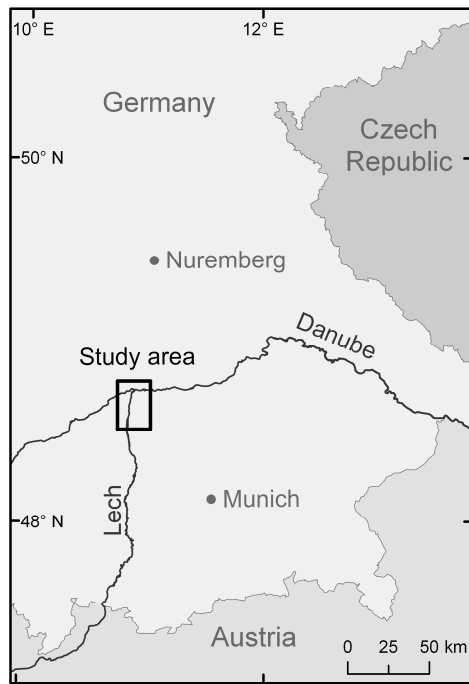 10° E
12° E
Germany
Czech
Republic
50° N
Nuremberg
Danube
Study area
Lech
Munich
48° N
Austria
0 25 50 km